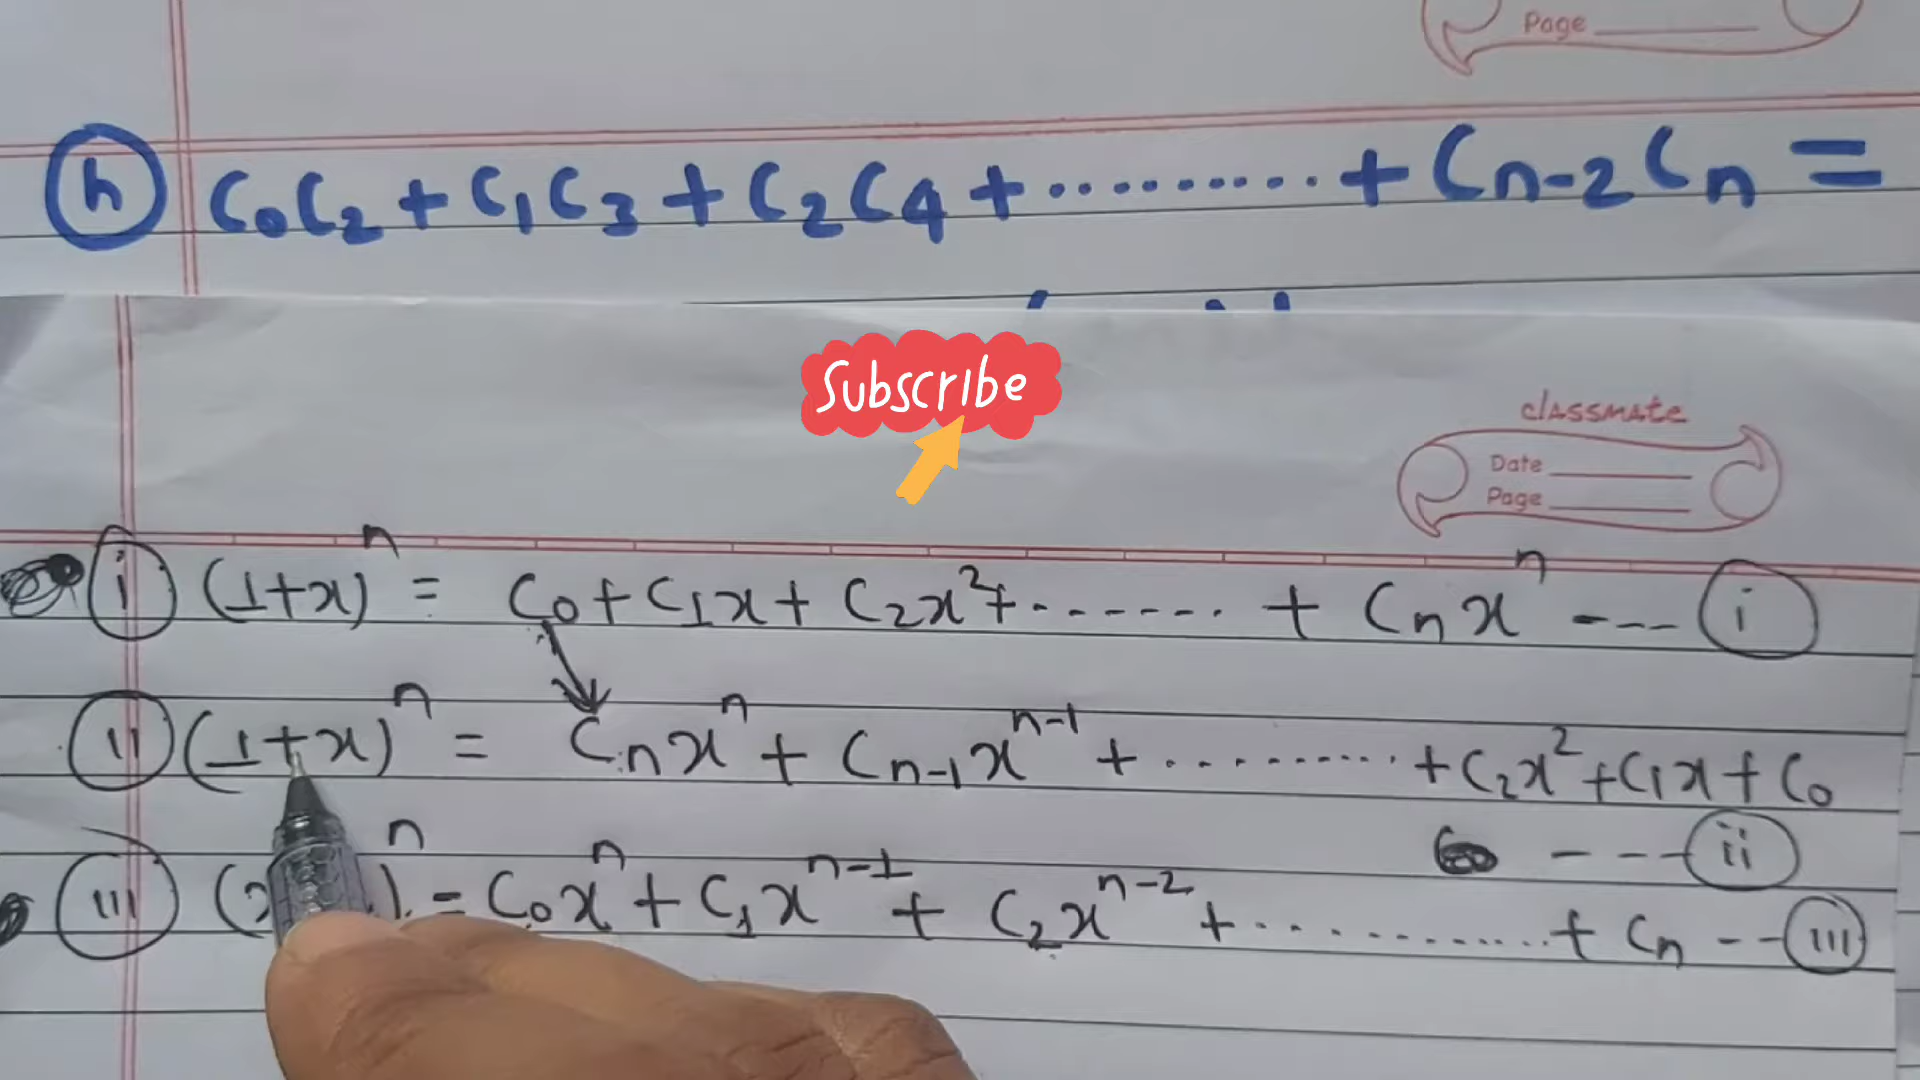 Page
(h) C₀C₂ + C₁C₃ + C₂C₄ + .......... + Cₙ₋₂Cₙ =
Subscribe
classmate
Date
Page
(i) (1+x)ⁿ = C₀ + C₁x + C₂x² + ....... + Cₙxⁿ --- (i)
(ii) (1+x)ⁿ = Cₙxⁿ + Cₙ₋₁xⁿ⁻¹ + .......... + C₂x² + C₁x + C₀
--- (ii)
(iii) ( )ⁿ = C₀xⁿ + C₁xⁿ⁻¹ + C₂xⁿ⁻² + ............ + Cₙ -- (iii)